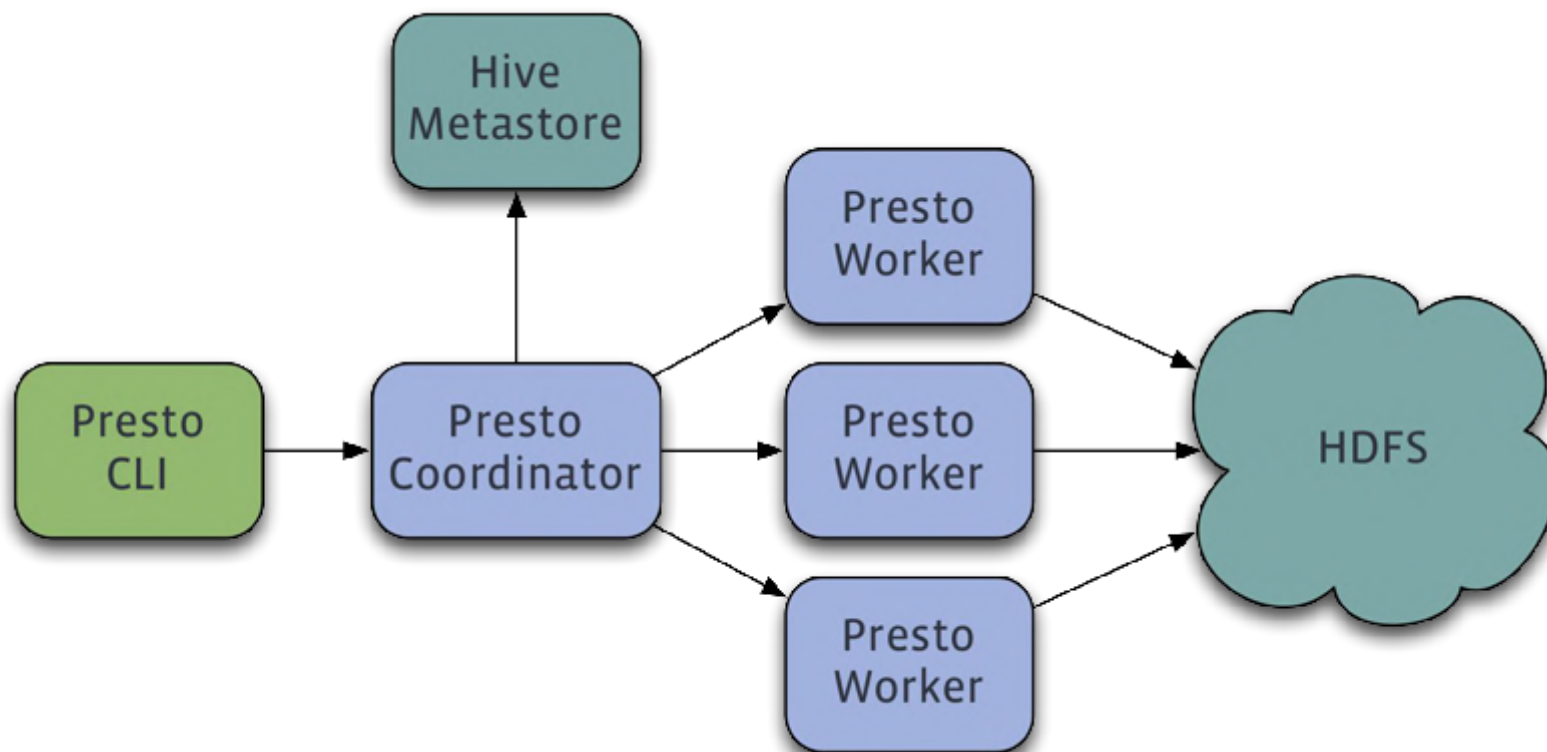 Hive
Metastore
Presto
Worker
Presto
CLI
Presto
Coordinator
Presto
Worker
HDFS
Presto
Worker